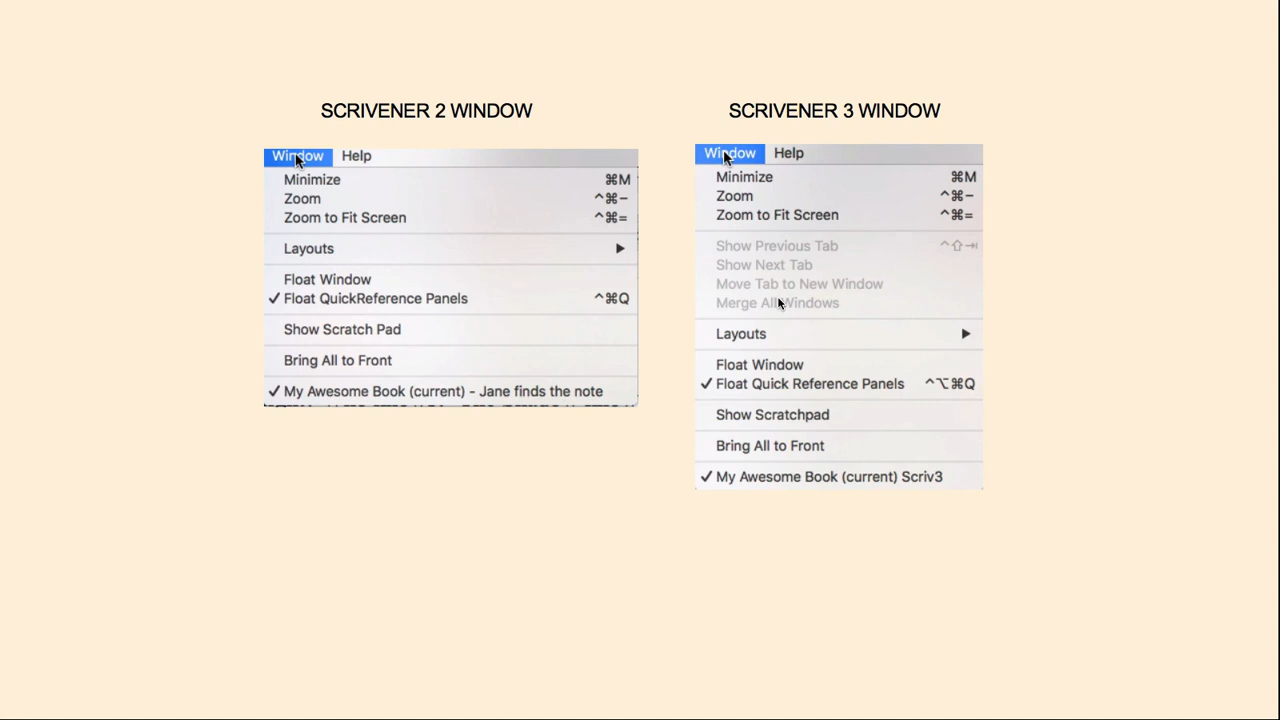 SCRIVENER 2 WINDOW
Window Help
Minimize ⌘M
Zoom ^⌘−
Zoom to Fit Screen ^⌘=
Layouts ▶
Float Window
✓ Float QuickReference Panels ^⌘Q
Show Scratch Pad
Bring All to Front
✓ My Awesome Book (current) - Jane finds the note
SCRIVENER 3 WINDOW
Window Help
Minimize ⌘M
Zoom ^⌘−
Zoom to Fit Screen ^⌘=
Show Previous Tab ^⇧⇥
Show Next Tab
Move Tab to New Window
Merge All Windows
Layouts ▶
Float Window
✓ Float Quick Reference Panels ^⌥⌘Q
Show Scratchpad
Bring All to Front
✓ My Awesome Book (current) Scriv3